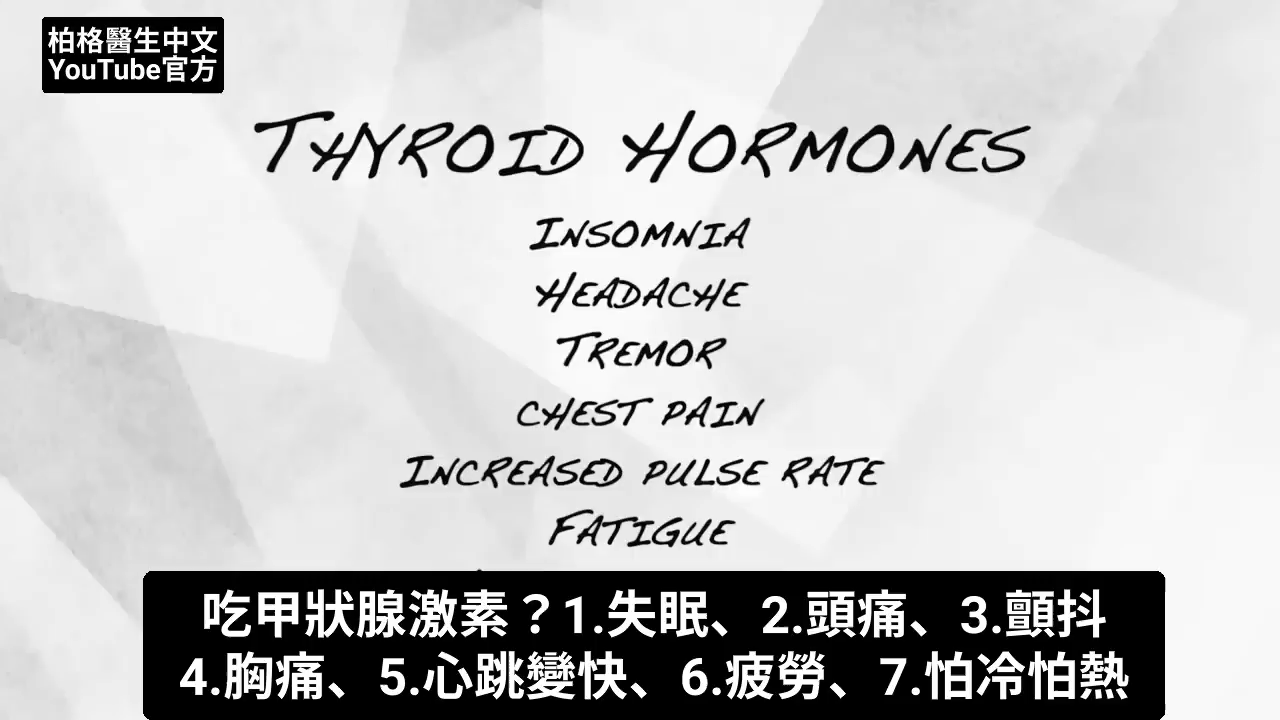 柏格醫生中文
YouTube官方
THYROID HORMONES
INSOMNIA
HEADACHE
TREMOR
CHEST PAIN
INCREASED PULSE RATE
FATIGUE
吃甲狀腺激素？1.失眠、2.頭痛、3.顫抖
4.胸痛、5.心跳變快、6.疲勞、7.怕冷怕熱